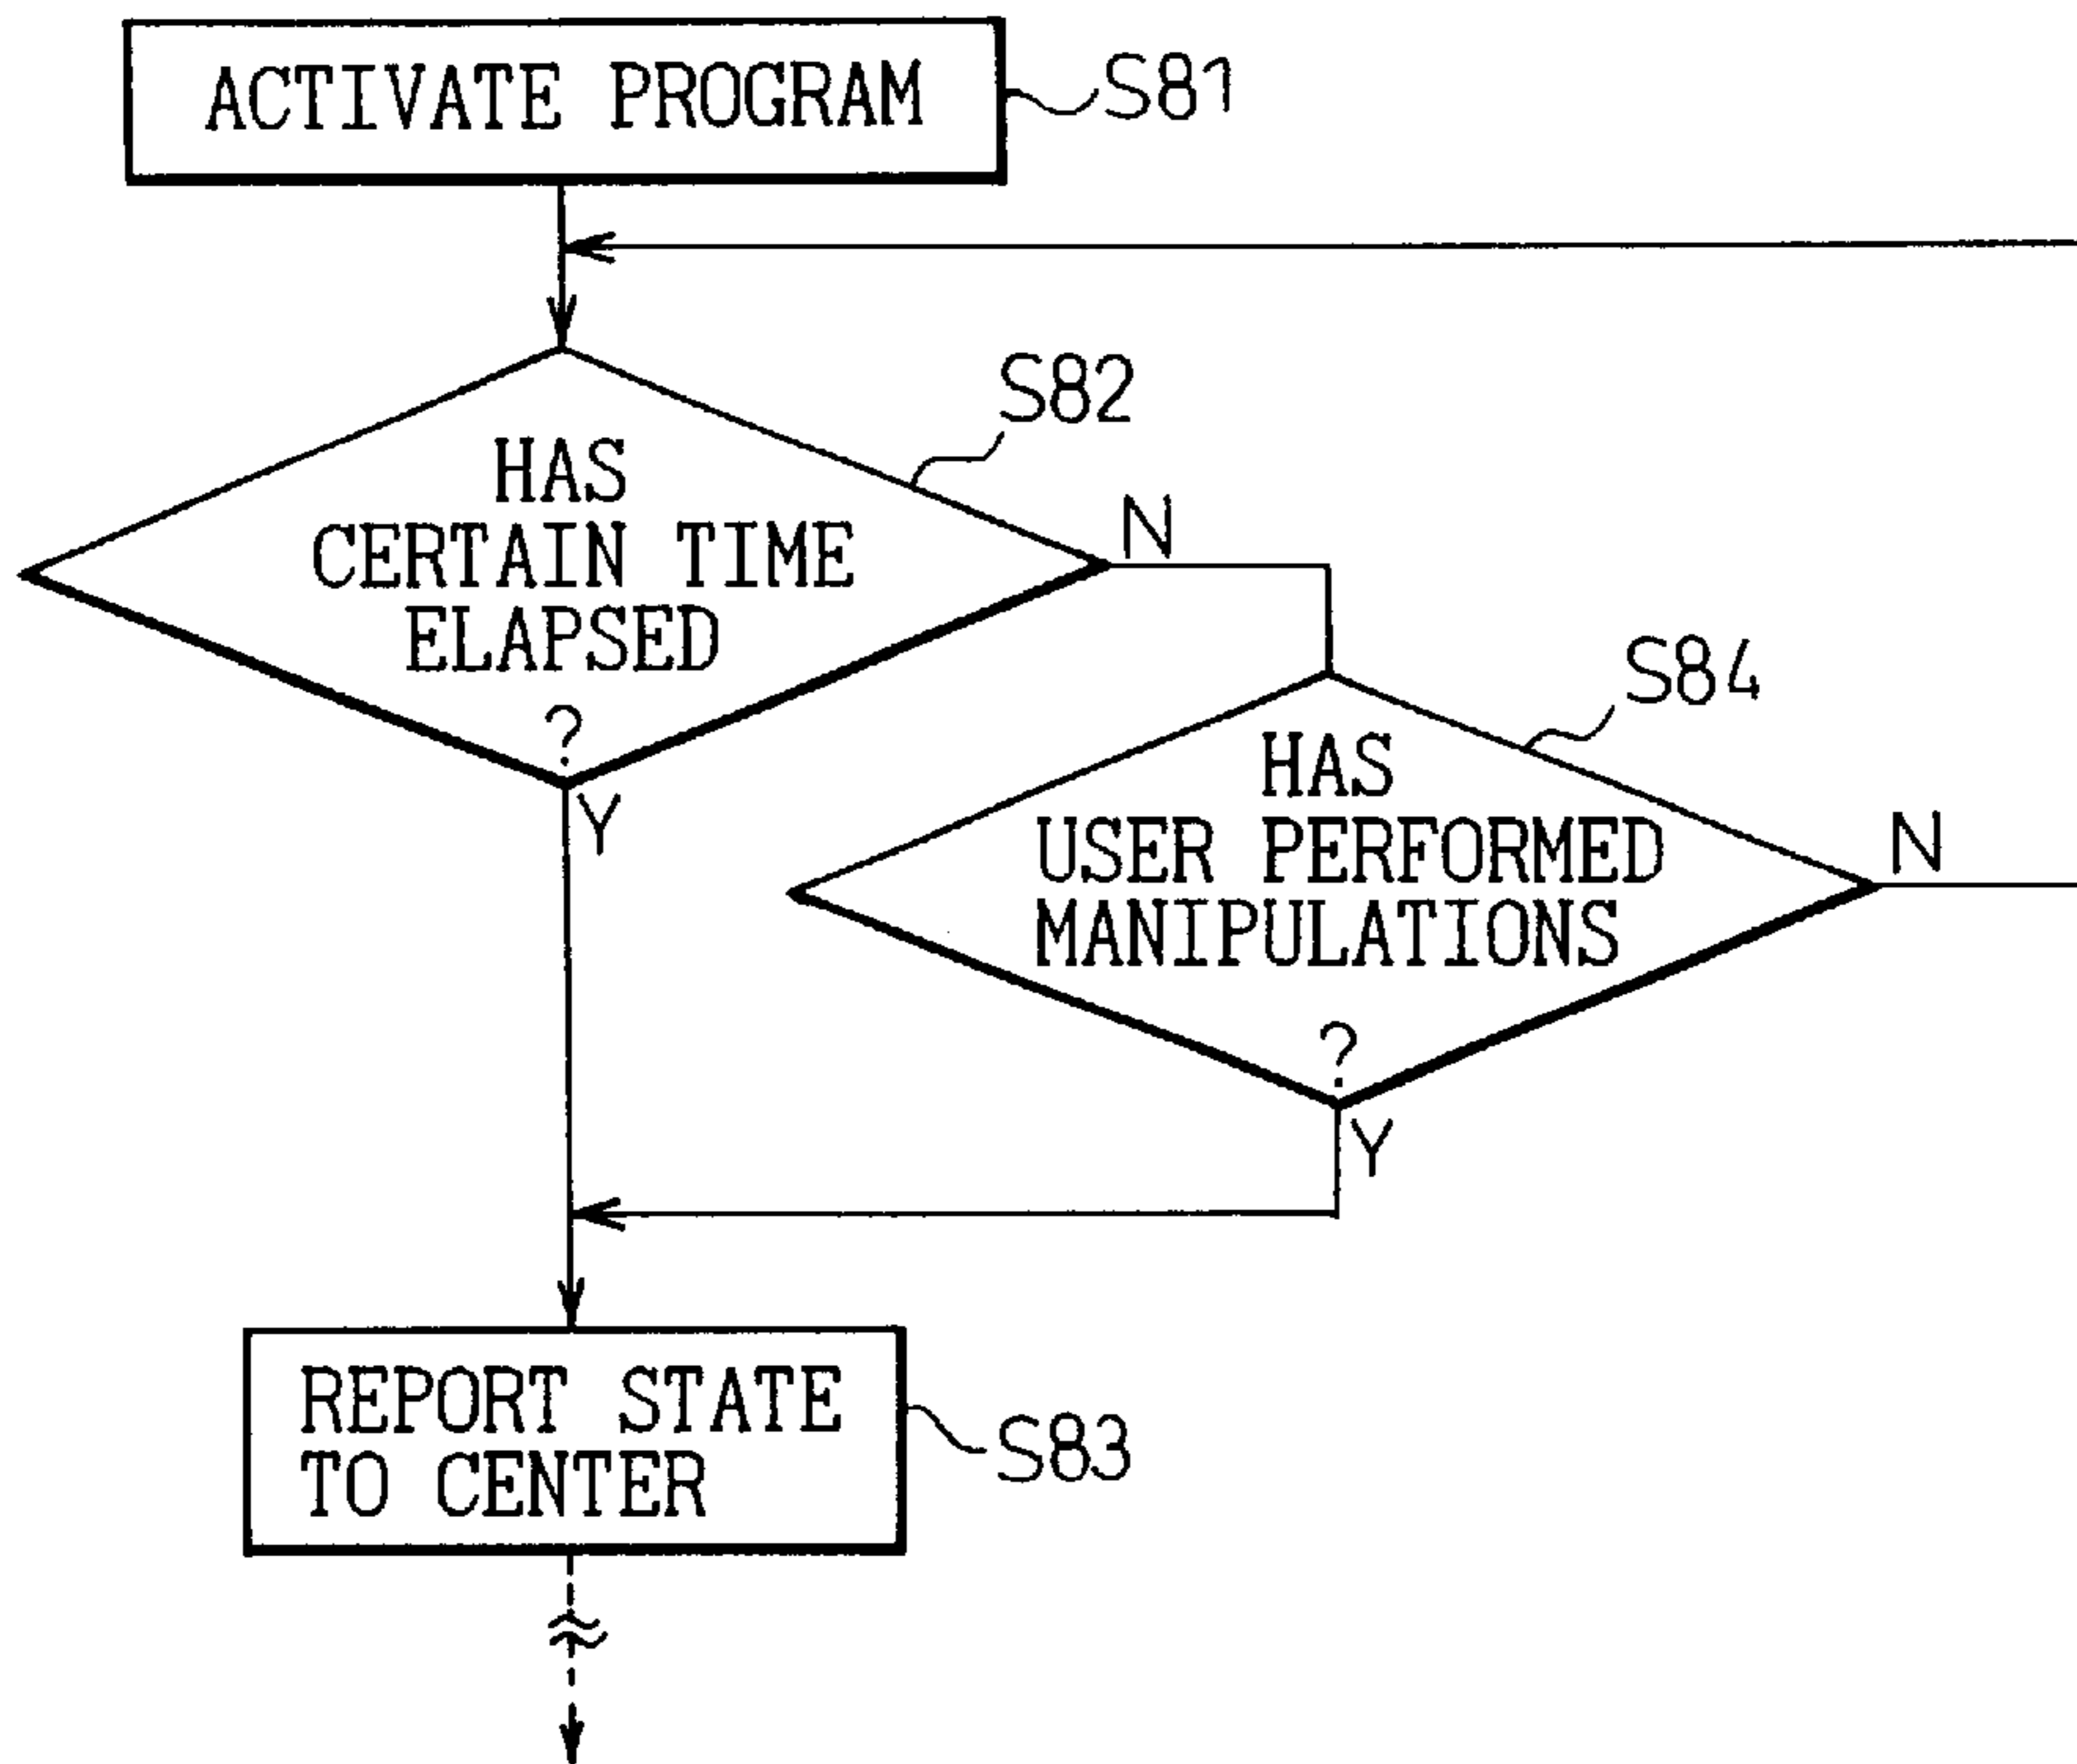 ACTIVATE PROGRAM
S81
S82
HAS
CERTAIN TIME
ELAPSED
?
N
Y
S84
HAS
USER PERFORMED
MANIPULATIONS
?
N
Y
REPORT STATE
TO CENTER
S83